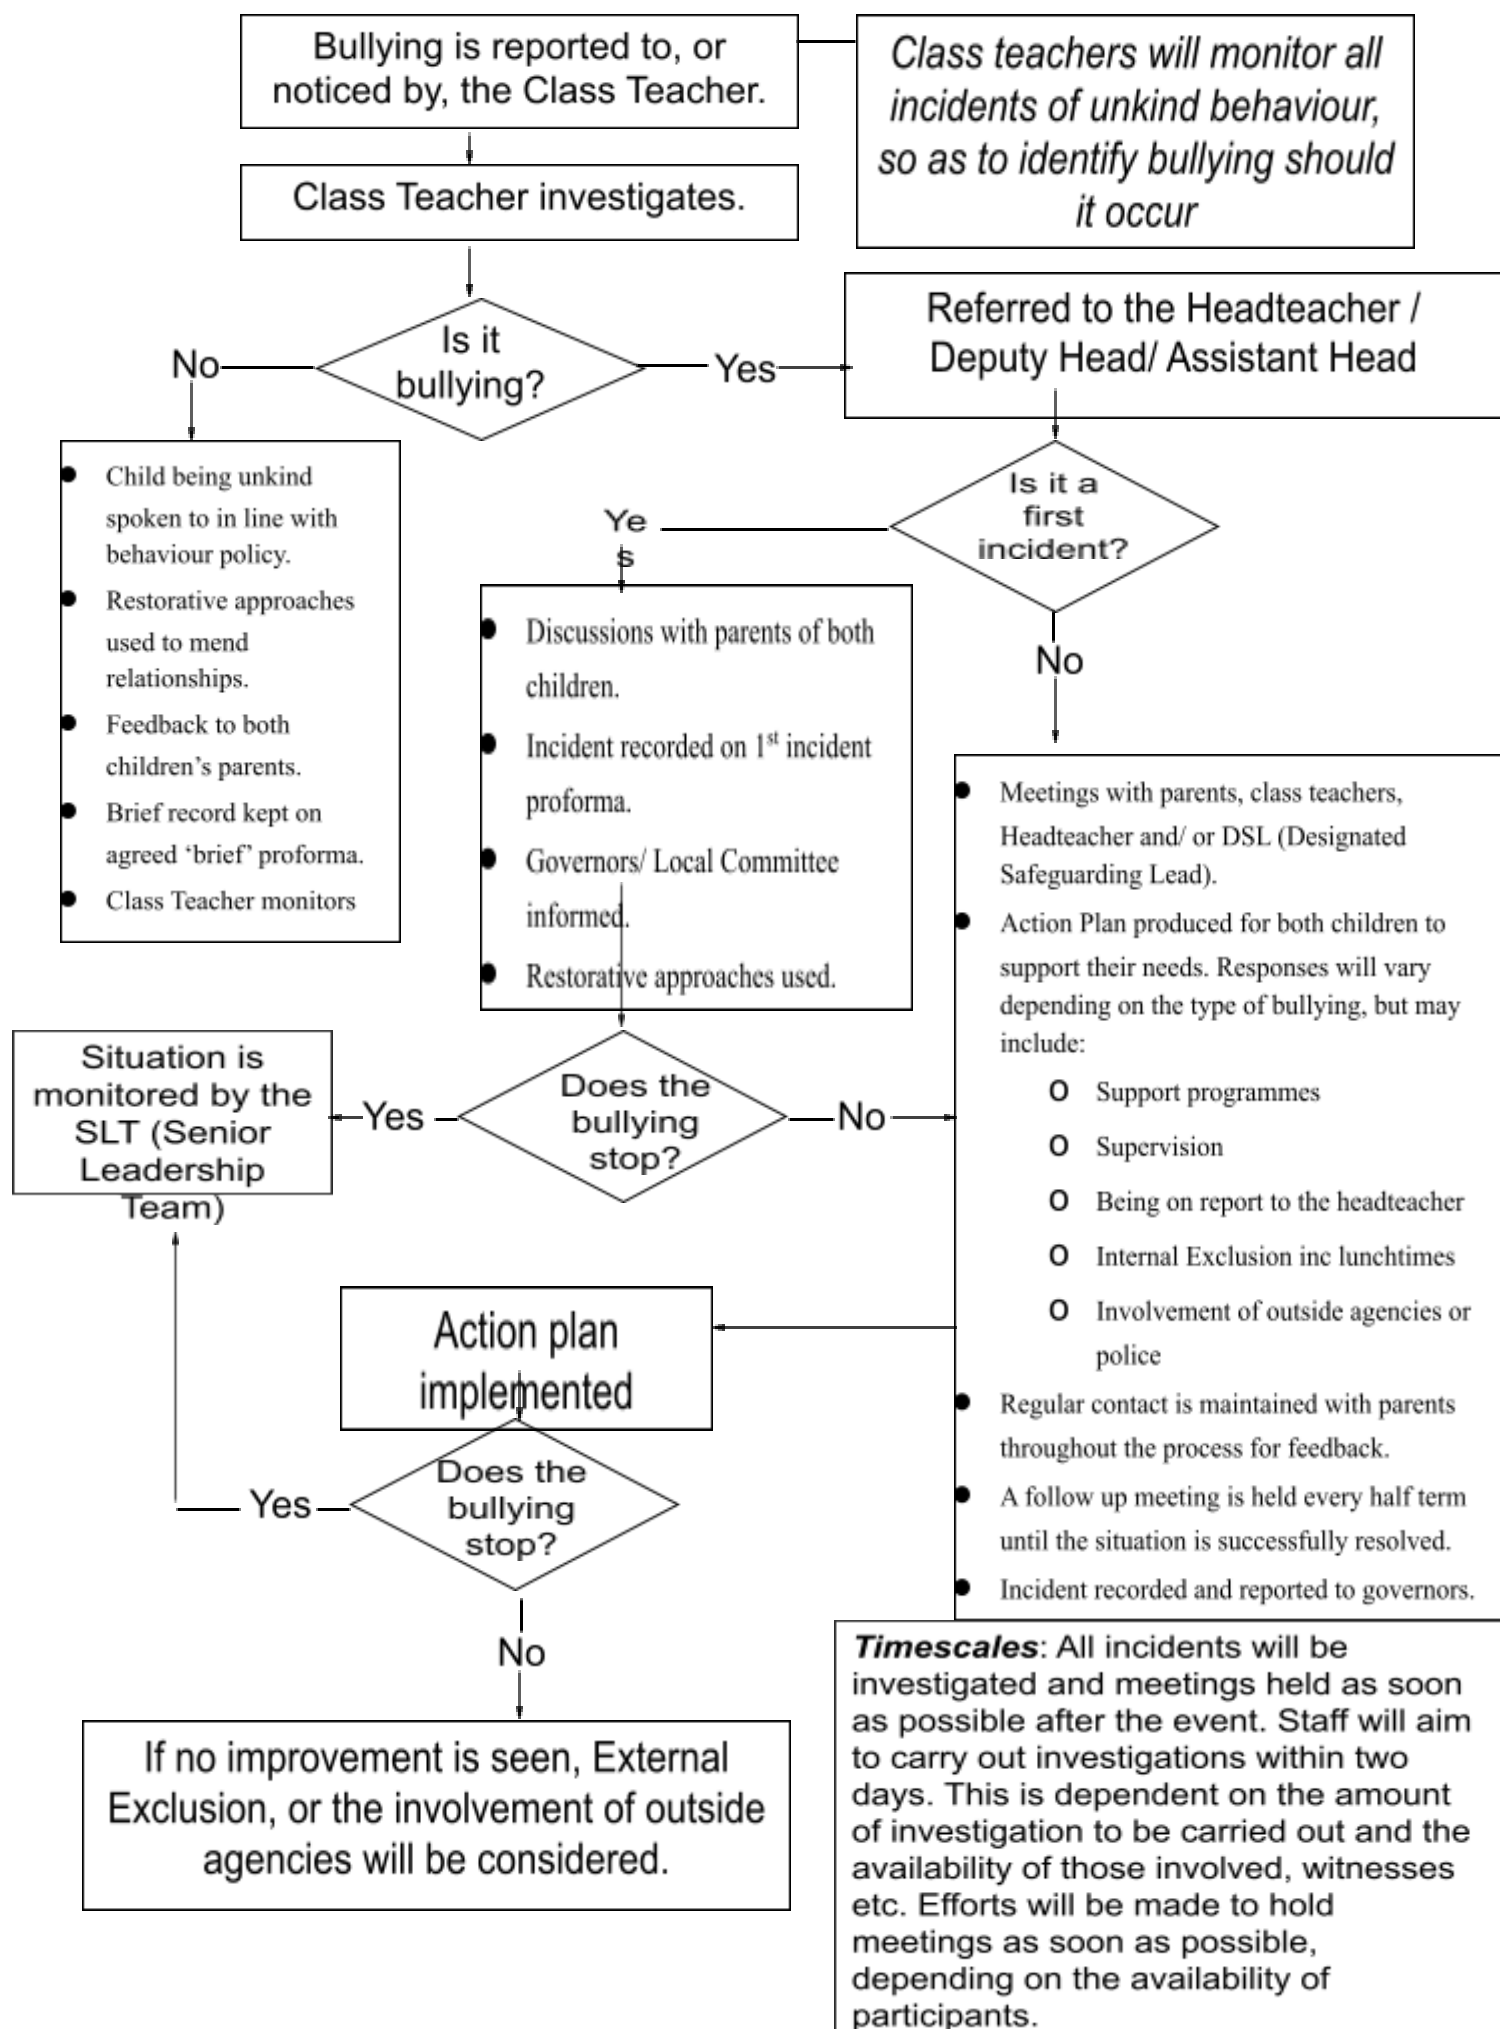 Bullying is reported to, or
noticed by, the Class Teacher.
Class teachers will monitor all
incidents of unkind behaviour,
so as to identify bullying should
it occur
Class Teacher investigates.
Is it
bullying?
No
Yes
Referred to the Headteacher /
Deputy Head/ Assistant Head
Child being unkind
spoken to in line with
behaviour policy.
Restorative approaches
used to mend
relationships.
Feedback to both
children’s parents.
Brief record kept on
agreed ‘brief’ proforma.
Class Teacher monitors
Is it a
first
incident?
Ye
s
No
Discussions with parents of both
children.
Incident recorded on 1st incident
proforma.
Governors/ Local Committee
informed.
Restorative approaches used.
Meetings with parents, class teachers,
Headteacher and/ or DSL (Designated
Safeguarding Lead).
Action Plan produced for both children to
support their needs. Responses will vary
depending on the type of bullying, but may
include:
o Support programmes
o Supervision
o Being on report to the headteacher
o Internal Exclusion inc lunchtimes
o Involvement of outside agencies or
police
Regular contact is maintained with parents
throughout the process for feedback.
A follow up meeting is held every half term
until the situation is successfully resolved.
Incident recorded and reported to governors.
Situation is
monitored by the
SLT (Senior
Leadership
Team)
Yes
Does the
bullying
stop?
No
Action plan
implemented
Does the
bullying
stop?
Yes
No
If no improvement is seen, External
Exclusion, or the involvement of outside
agencies will be considered.
Timescales: All incidents will be
investigated and meetings held as soon
as possible after the event. Staff will aim
to carry out investigations within two
days. This is dependent on the amount
of investigation to be carried out and the
availability of those involved, witnesses
etc. Efforts will be made to hold
meetings as soon as possible,
depending on the availability of
participants.